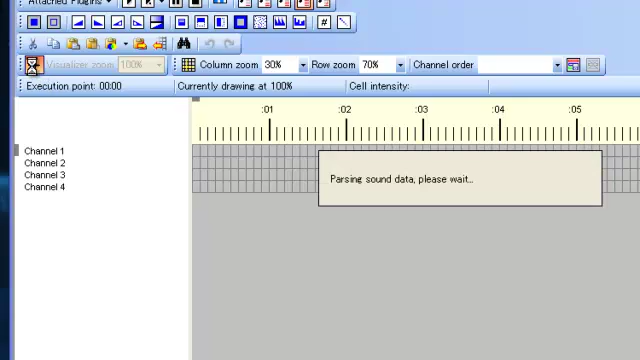 Attached Plugins
#
Visualizer zoom 100% Column zoom 30% Row zoom 70% Channel order
Execution point: 00:00 Currently drawing at 100% Cell intensity:
:01 :02 :03 :04 :05
Channel 1
Channel 2
Channel 3
Channel 4
Parsing sound data, please wait...